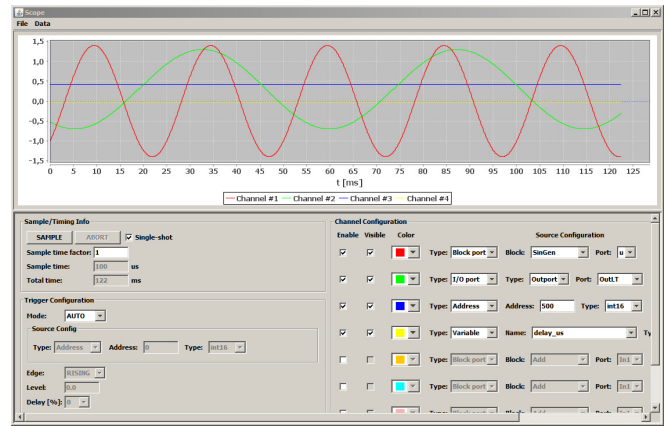 Scope
File Data
1,5
1,0
0,5
0,0
-0,5
-1,0
-1,5
0 5 10 15 20 25 30 35 40 45 50 55 60 65 70 75 80 85 90 95 100 105 110 115 120 125
t [ms]
Channel #1 Channel #2 Channel #3 Channel #4
Sample/Timing Info
SAMPLE ABORT Single-shot
Sample time factor: 1
Sample time: 100 us
Total time: 122 ms
Trigger Configuration
Mode: AUTO
Source Config
Type: Address Address: 0 Type: int16
Edge: RISING
Level: 0.0
Delay [%]: 0
Channel Configuration
Enable Visible Color Source Configuration
Type: Block port Block: SinGen Port: u
Type: I/O port Type: Outport Port: OutLT
Type: Address Address: 500 Type: int16
Type: Variable Name: delay_us Ty
Type: Block port Block: Add Port: In1
Type: Block port Block: Add Port: In1